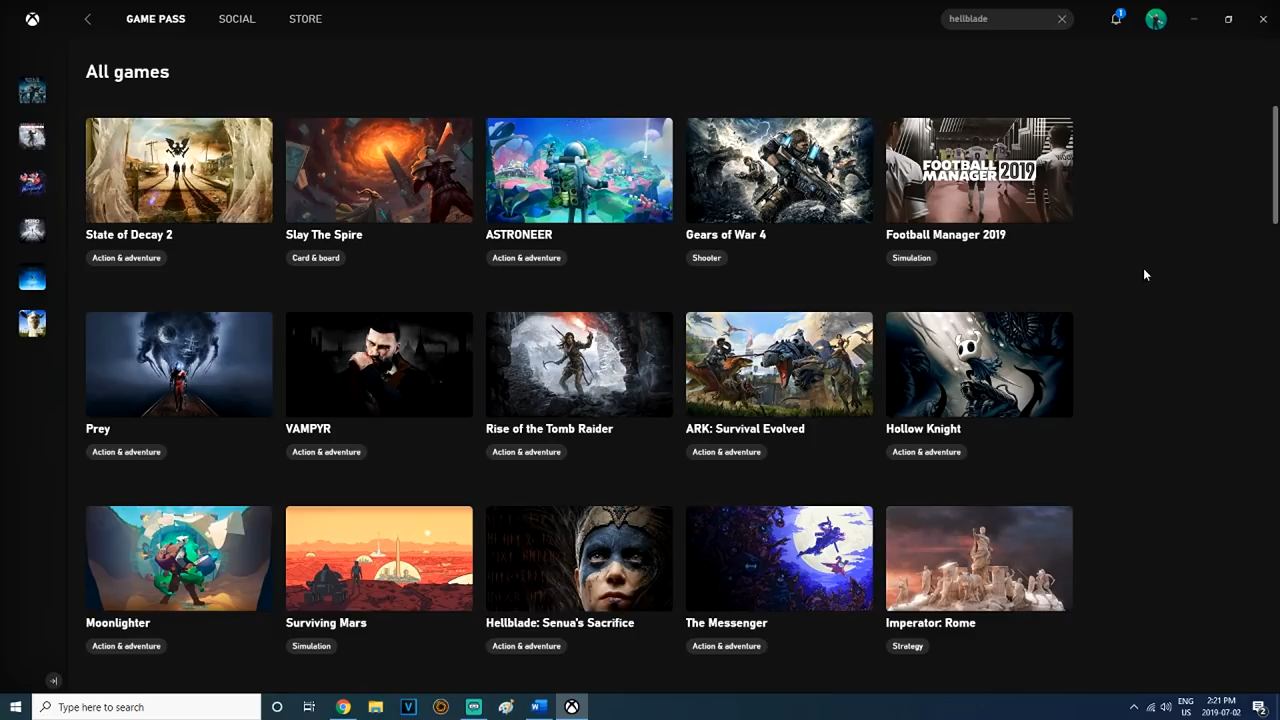 GAME PASS SOCIAL STORE hellblade 1
All games
FOOTBALL
MANAGER 2019
State of Decay 2 Slay The Spire ASTRONEER Gears of War 4 Football Manager 2019
Action & adventure Card & board Action & adventure Shooter Simulation
Prey VAMPYR Rise of the Tomb Raider ARK: Survival Evolved Hollow Knight
Action & adventure Action & adventure Action & adventure Action & adventure Action & adventure
Moonlighter Surviving Mars Hellblade: Senua's Sacrifice The Messenger Imperator: Rome
Action & adventure Simulation Action & adventure Action & adventure Strategy
Type here to search ENG 2:21 PM
US 2019-07-02 2